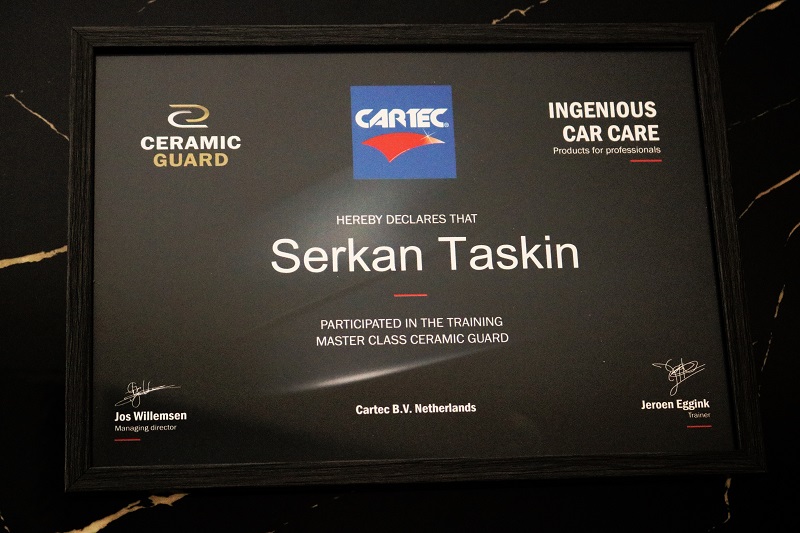 CERAMIC
GUARD
CARTEC®
INGENIOUS
CAR CARE
Products for professionals
HEREBY DECLARES THAT
Serkan Taskin
PARTICIPATED IN THE TRAINING
MASTER CLASS CERAMIC GUARD
Jos Willemsen
Managing director
Cartec B.V. Netherlands
Jeroen Eggink
Trainer